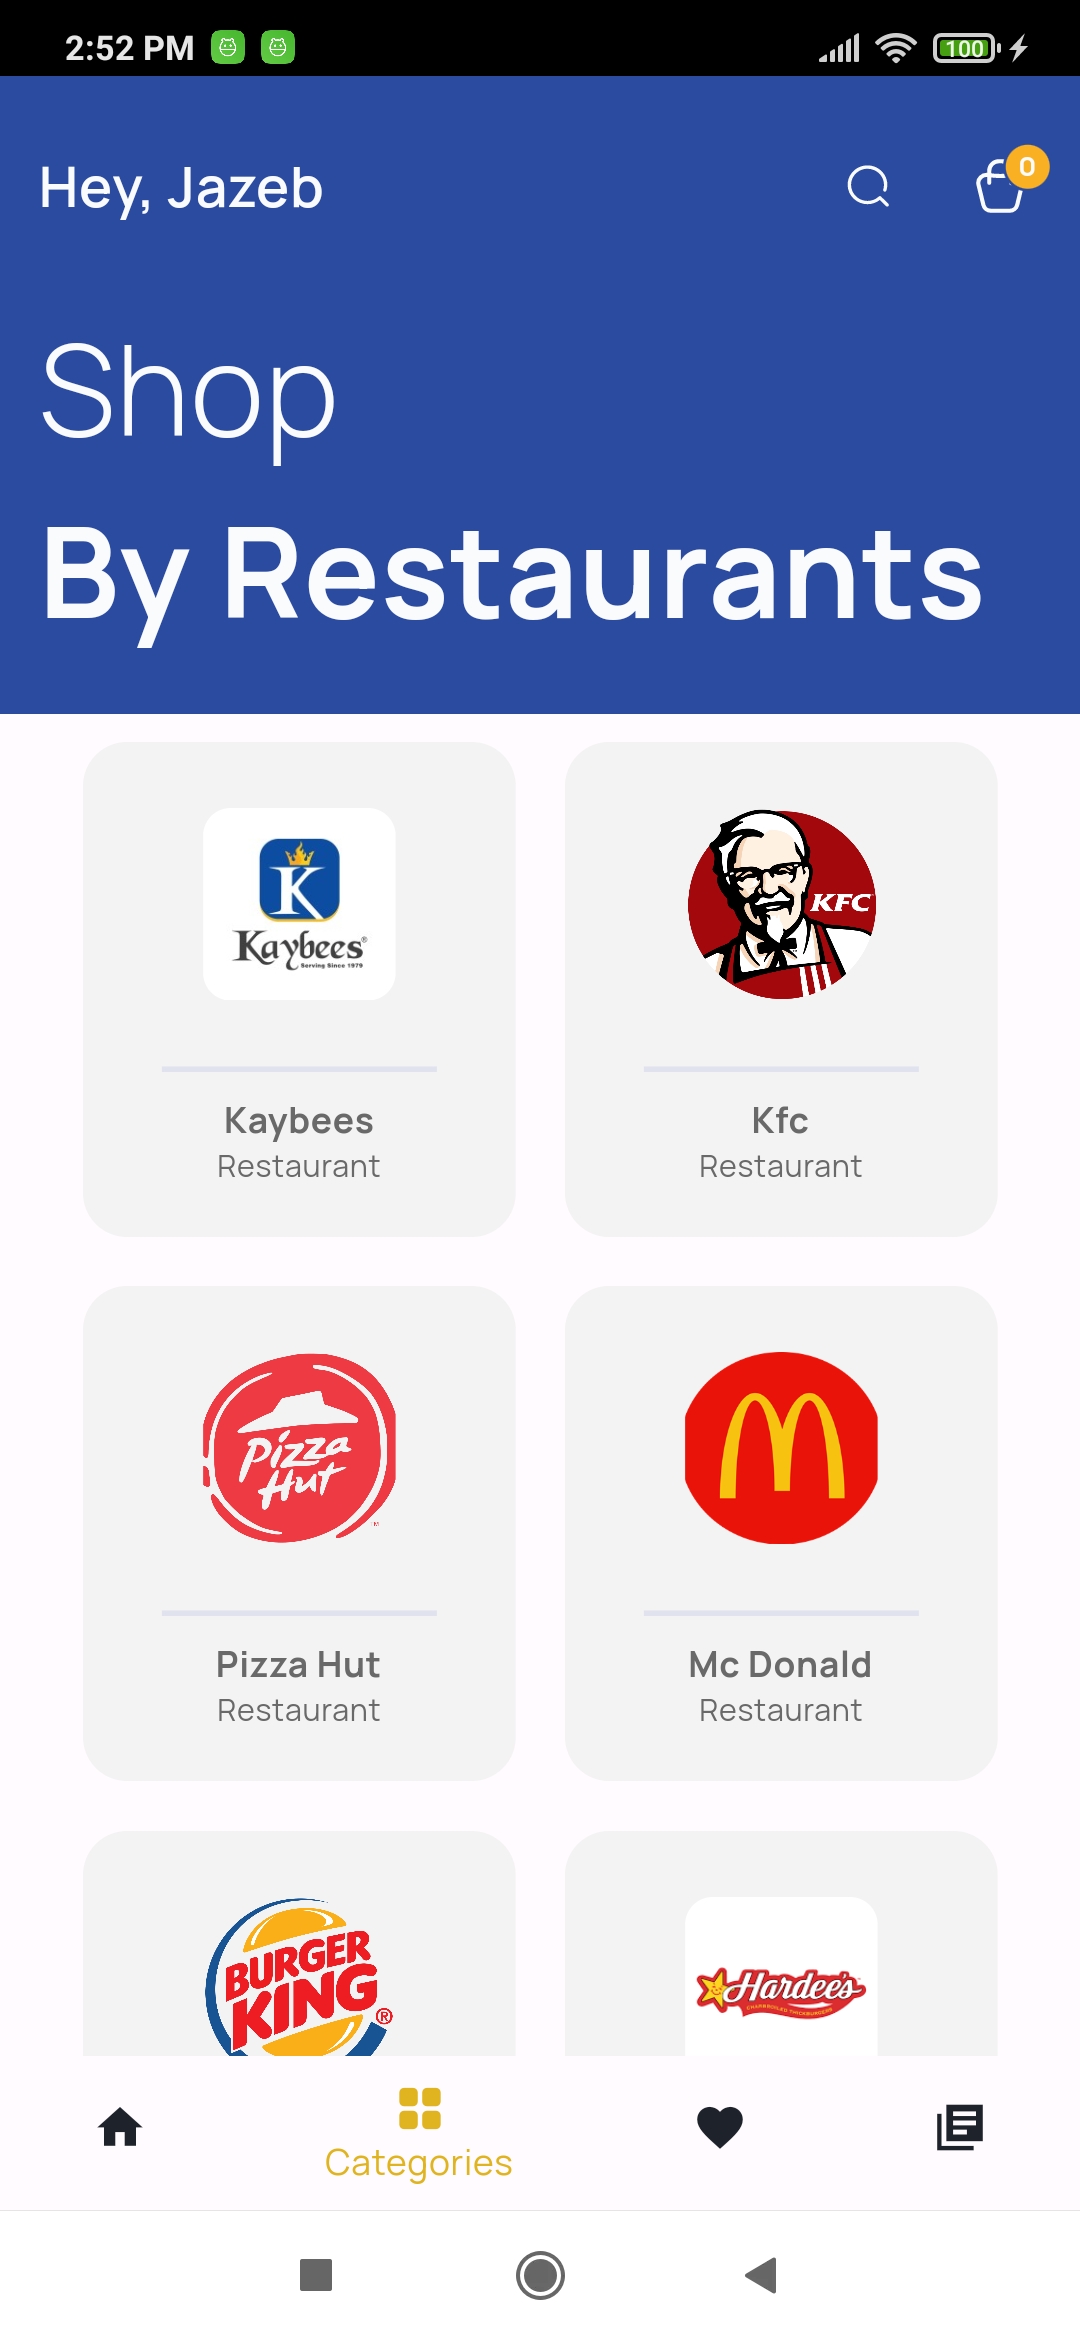 2:52 PM
100
Hey, Jazeb
0
Shop
By Restaurants
K
Kaybees®
Serving Since 1979
KFC
Kaybees
Restaurant
Kfc
Restaurant
Pizza
Hut
M
Pizza Hut
Restaurant
Mc Donald
Restaurant
BURGER
KING®
Hardee's
CHARBROILED THICKBURGERS
Categories